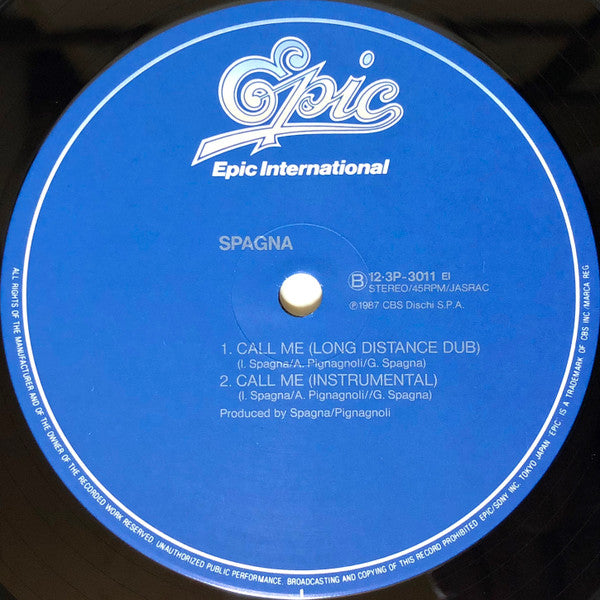 Epic
Epic International
SPAGNA
B 12·3P-3011 EI
STEREO/45RPM/JASRAC
Ⓟ1987 CBS Dischi S.P.A.
1. CALL ME (LONG DISTANCE DUB)
(I. Spagna/A. Pignagnoli/G. Spagna)
2. CALL ME (INSTRUMENTAL)
(I. Spagna/A. Pignagnoli//G. Spagna)
Produced by Spagna/Pignagnoli
ALL RIGHTS OF THE MANUFACTURER AND OF THE OWNER OF THE RECORDED WORK RESERVED. UNAUTHORIZED PUBLIC PERFORMANCE, BROADCASTING AND COPYING OF THIS RECORD PROHIBITED EPIC/SONY INC. TOKYO JAPAN 'EPIC' IS A TRADEMARK OF CBS INC./MARCA REG.